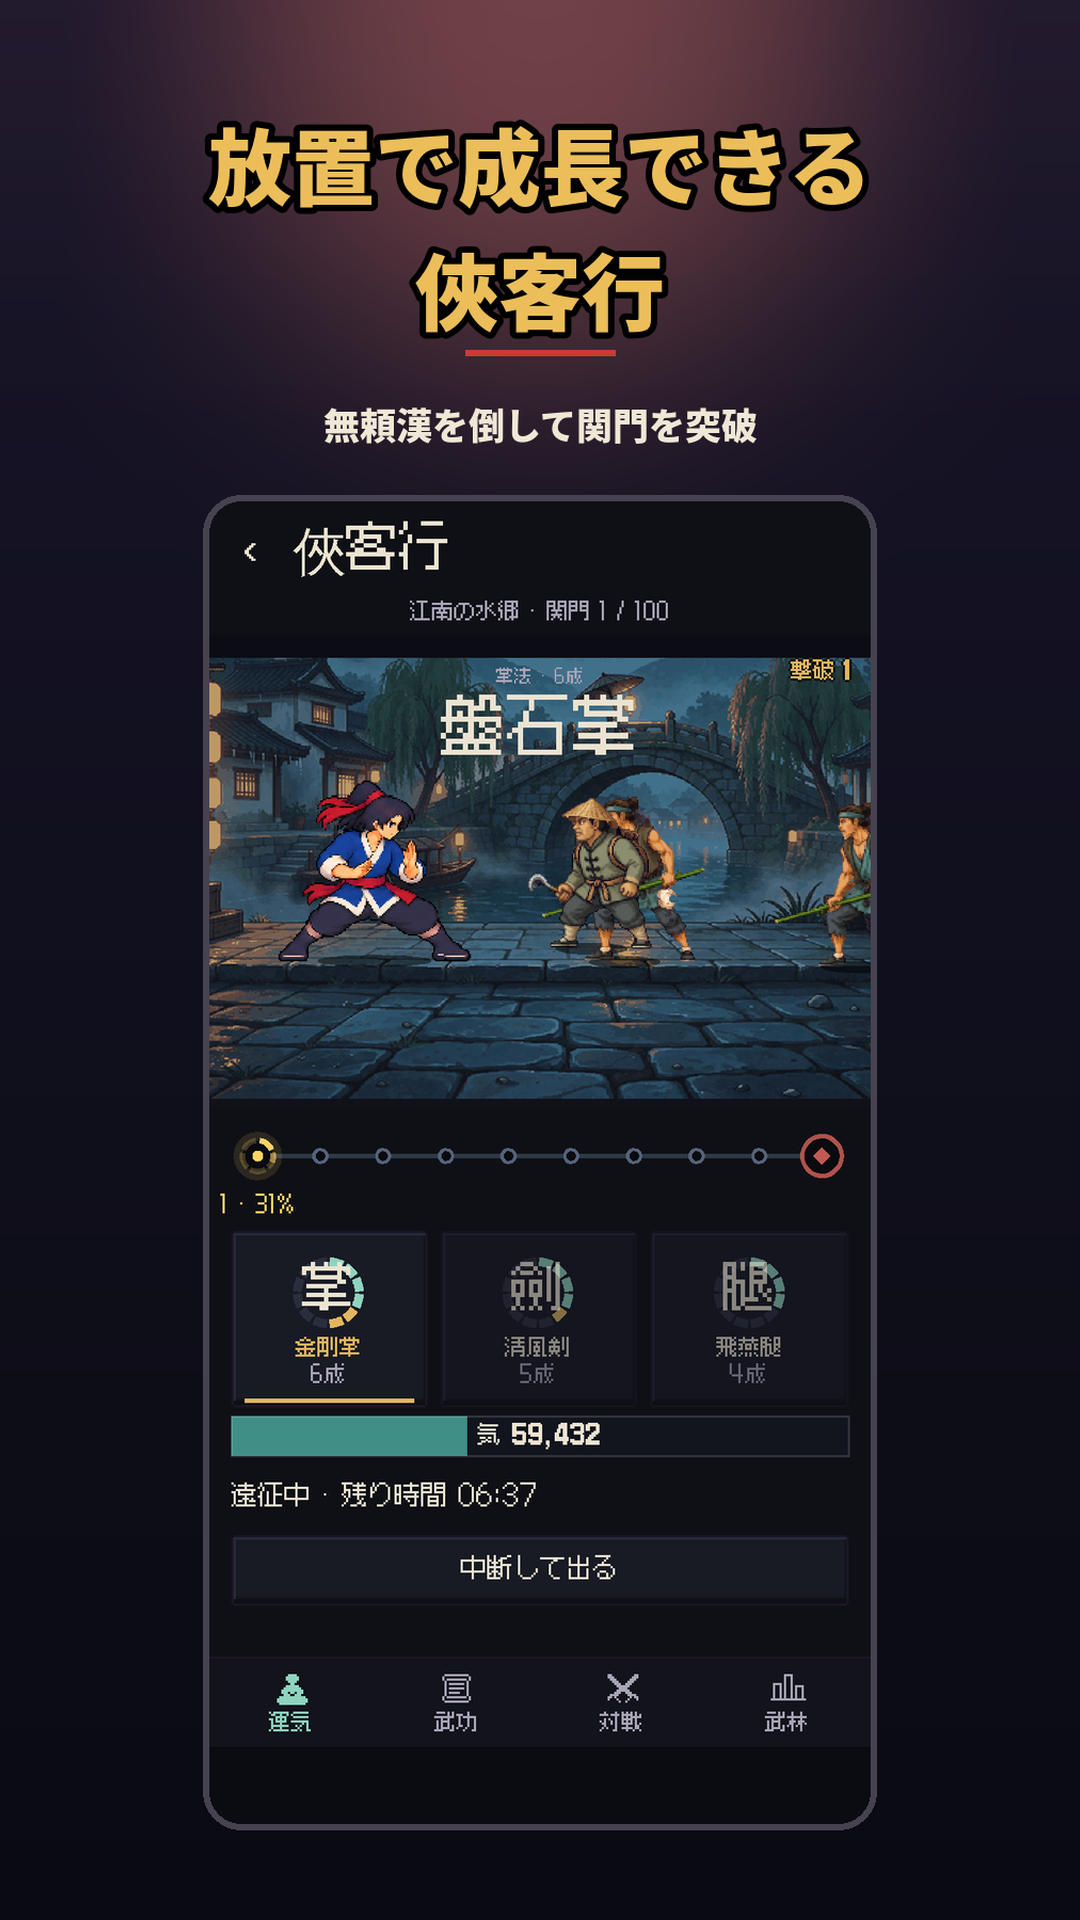 放置で成長できる
俠客行
無頼漢を倒して関門を突破
俠客行
江南の水郷 · 関門 1 / 100
掌法 · 6成
撃破 1
盤石掌
1 · 31%
掌
劍
腿
金剛掌
清風剣
飛燕腿
6成
5成
4成
気 59,432
遠征中 · 残り時間 06:37
中断して出る
運気
武功
対戦
武林